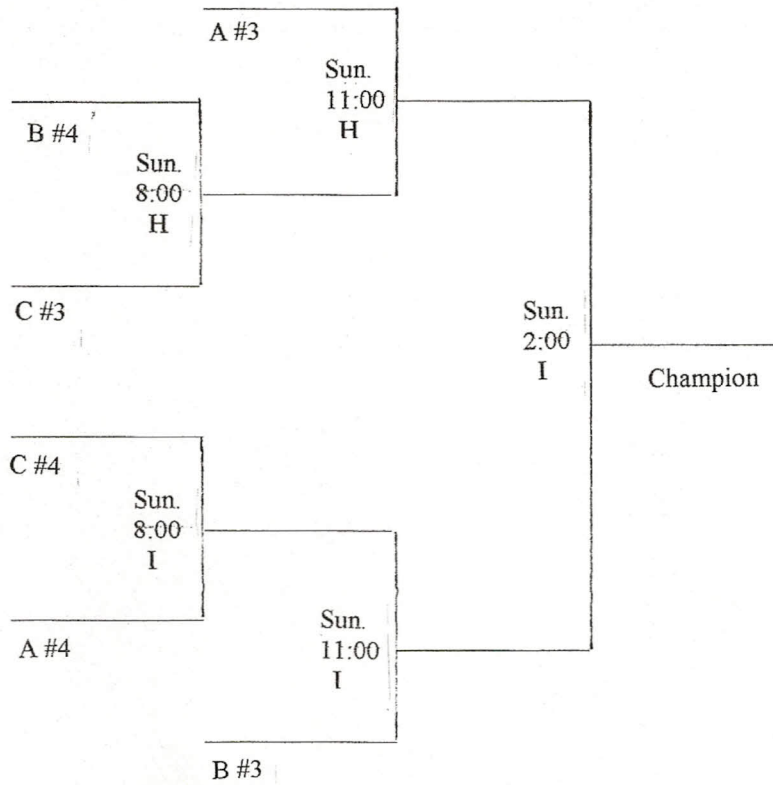 A #3
Sun.
11:00
H
B #4
Sun.
8:00
H
C #3
Sun.
2:00
I
Champion
C #4
Sun.
8:00
I
A #4
Sun.
11:00
I
B #3